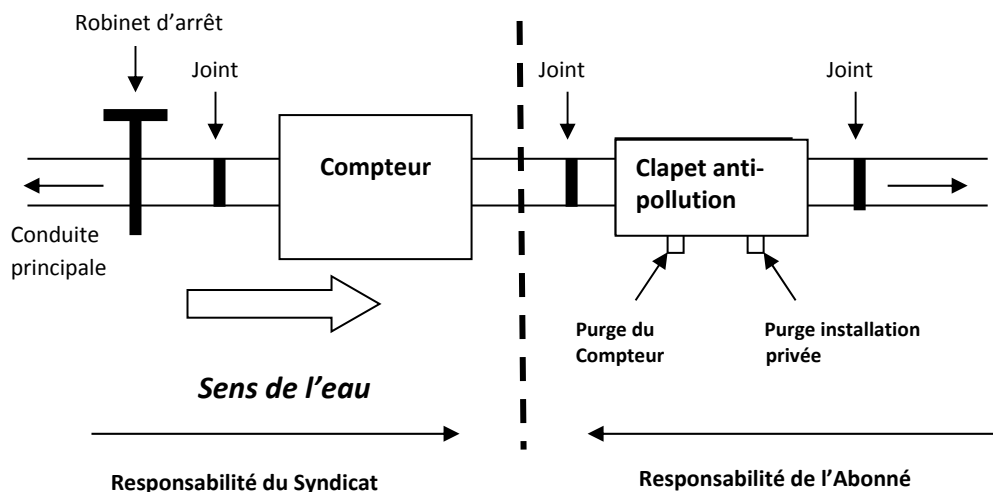 Robinet d’arrêt
Joint
Joint
Joint
Compteur
Clapet anti-
pollution
Conduite
principale
Purge du
Compteur
Purge installation
privée
Sens de l’eau
Responsabilité du Syndicat
Responsabilité de l’Abonné